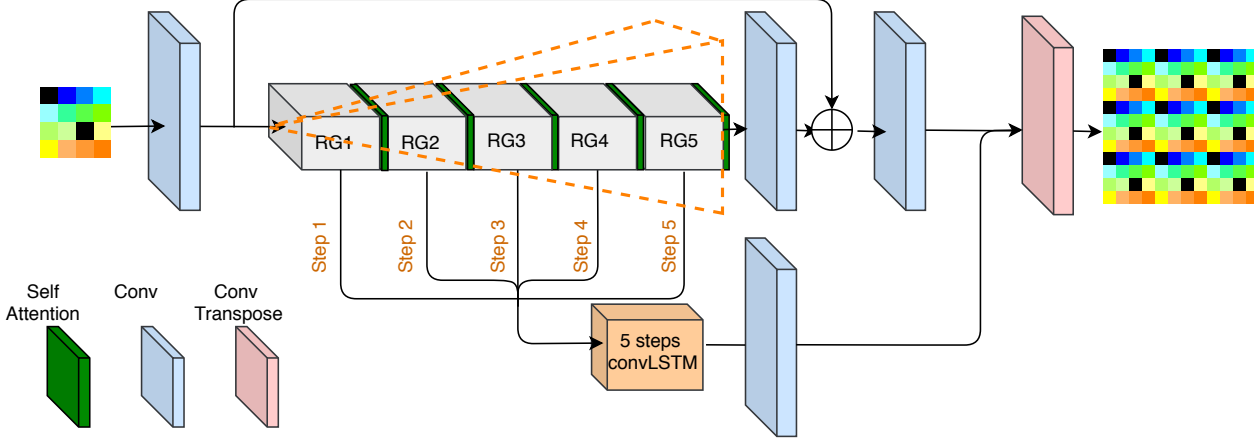 RG1
RG2
RG3
RG4
RG5
Step 1
Step 2
Step 3
Step 4
Step 5
Self
Attention
Conv
Conv
Transpose
5 steps
convLSTM